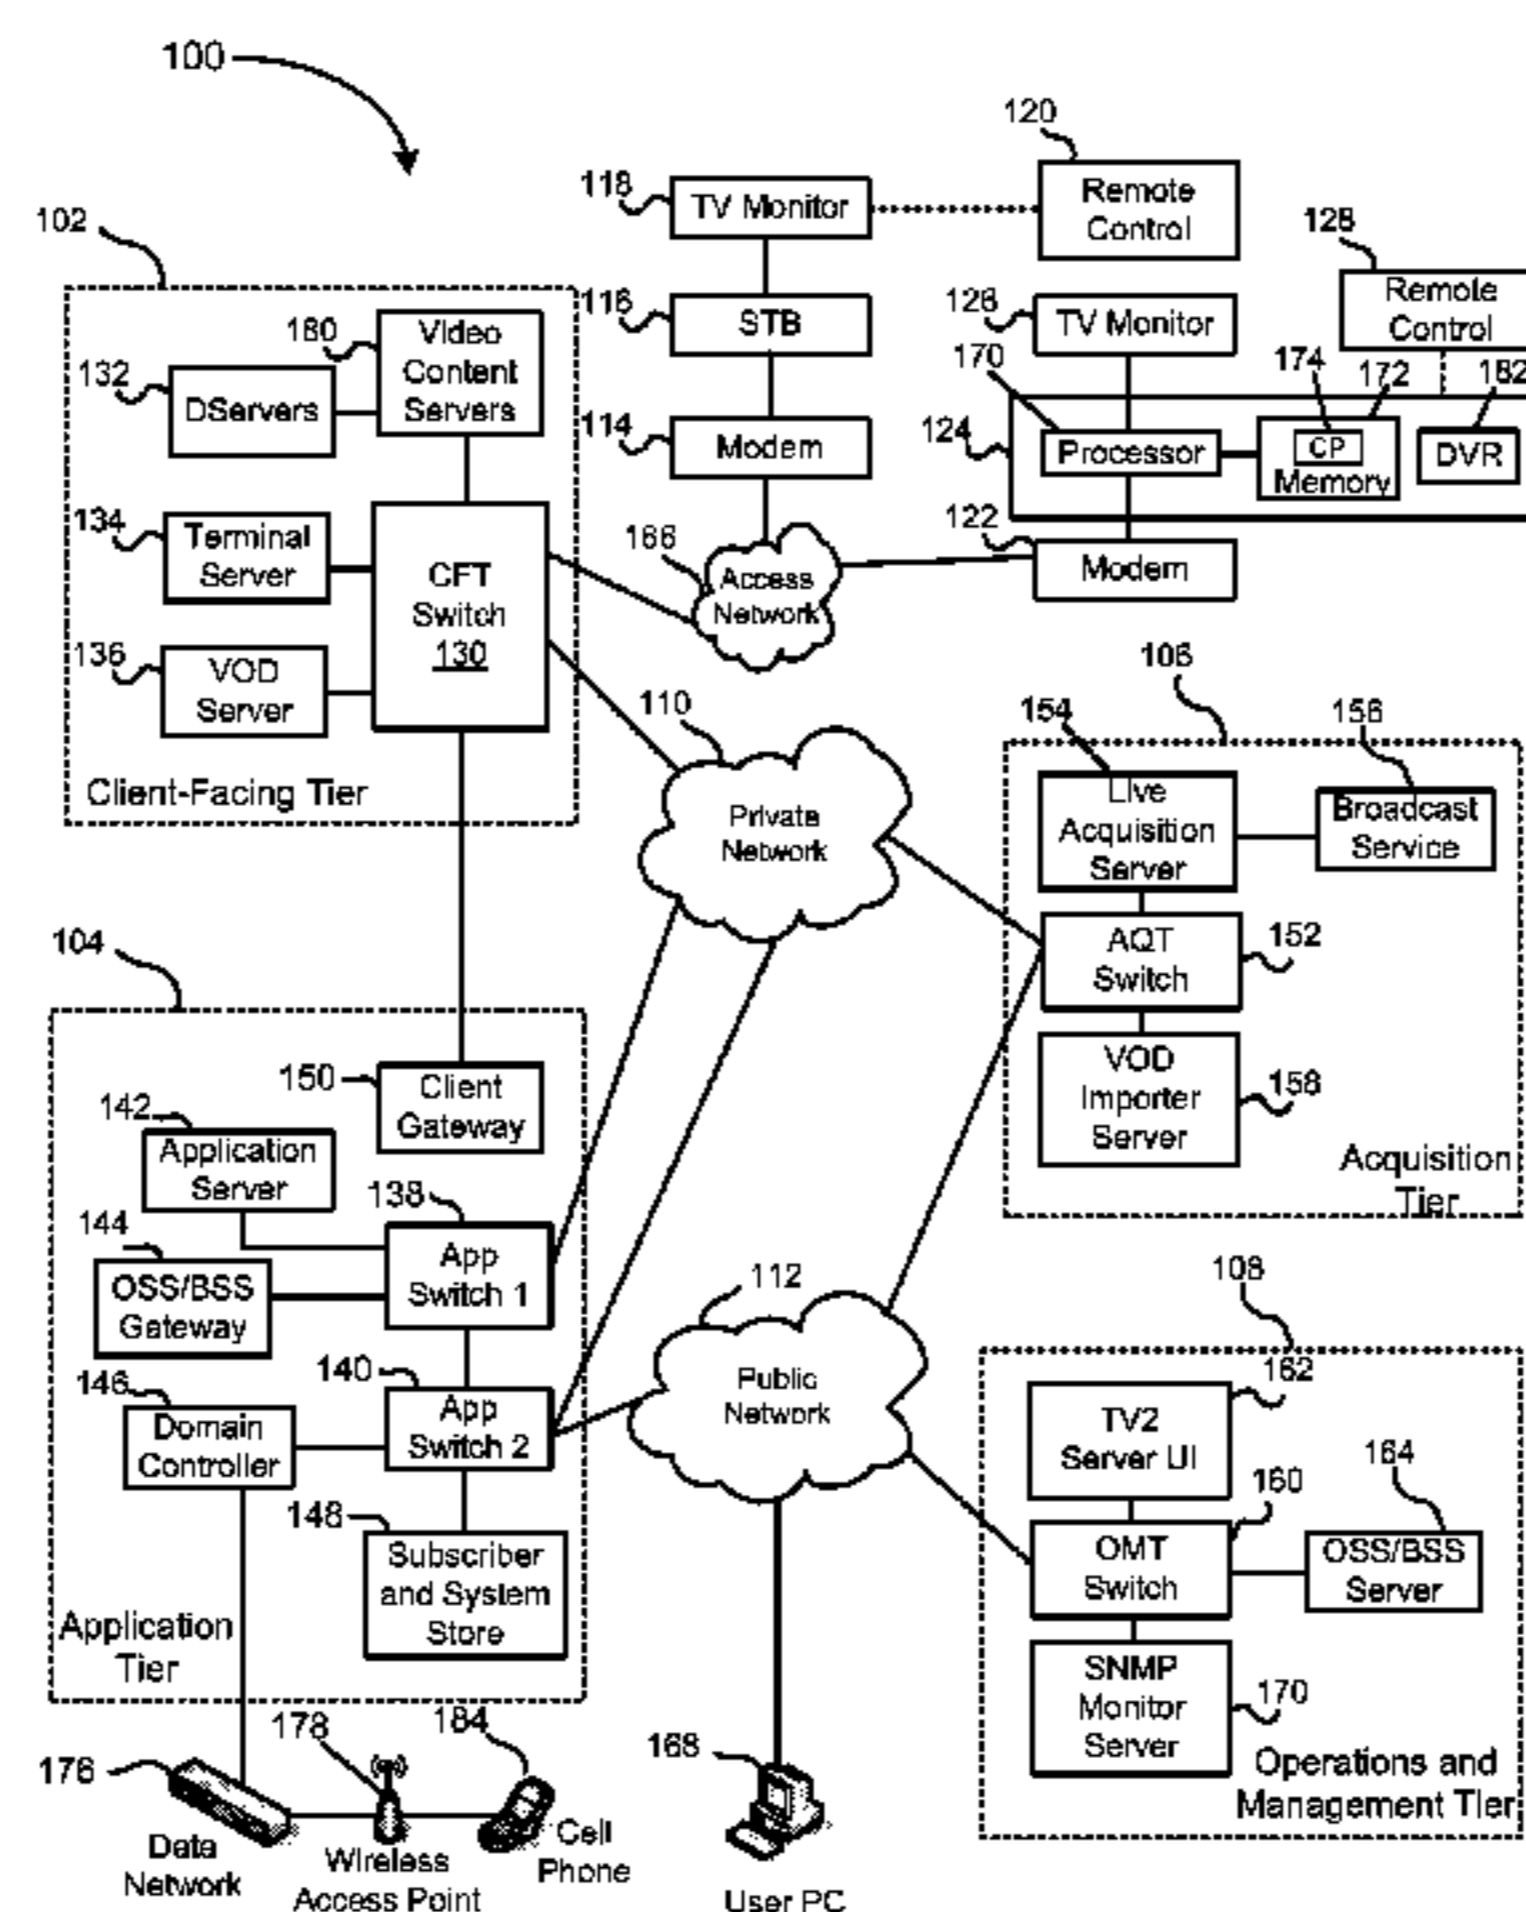 100
120
118
TV Monitor
Remote
Control
102
128
116
STB
126
TV Monitor
Remote
Control
180
Video
Content
Servers
132
DServers
170
174
172
182
114
Modem
124
Processor
CP
Memory
DVR
134
Terminal
Server
CFT
Switch
130
166
Access
Network
122
Modem
136
VOD
Server
106
110
154
156
Client-Facing Tier
Private
Network
Live
Acquisition
Server
Broadcast
Service
104
AQT
Switch
152
150
Client
Gateway
VOD
Importer
Server
158
142
Application
Server
Acquisition
Tier
138
144
App
Switch 1
OSS/BSS
Gateway
112
108
140
162
146
App
Switch 2
Domain
Controller
Public
Network
TV2
Server UI
164
160
148
Subscriber
and System
Store
OMT
Switch
OSS/BSS
Server
Application
Tier
SNMP
Monitor
Server
170
176
178
184
168
Operations and
Management Tier
Data
Network
Wireless
Access Point
Cell
Phone
User PC